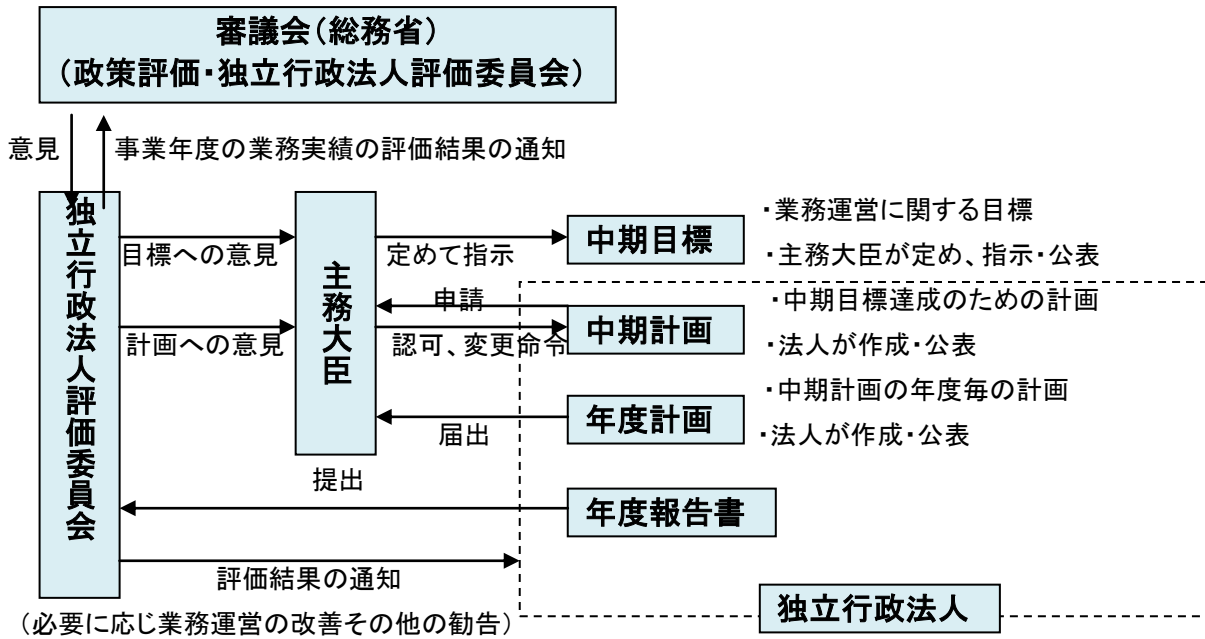 審議会（総務省）
（政策評価・独立行政法人評価委員会）
意見
事業年度の業務実績の評価結果の通知
独立行政法人評価委員会
目標への意見
計画への意見
主務大臣
定めて指示
申請
認可、変更命令
届出
提出
評価結果の通知
（必要に応じ業務運営の改善その他の勧告）
中期目標
・業務運営に関する目標
・主務大臣が定め、指示・公表
中期計画
・中期目標達成のための計画
・法人が作成・公表
年度計画
・中期計画の年度毎の計画
・法人が作成・公表
年度報告書
独立行政法人